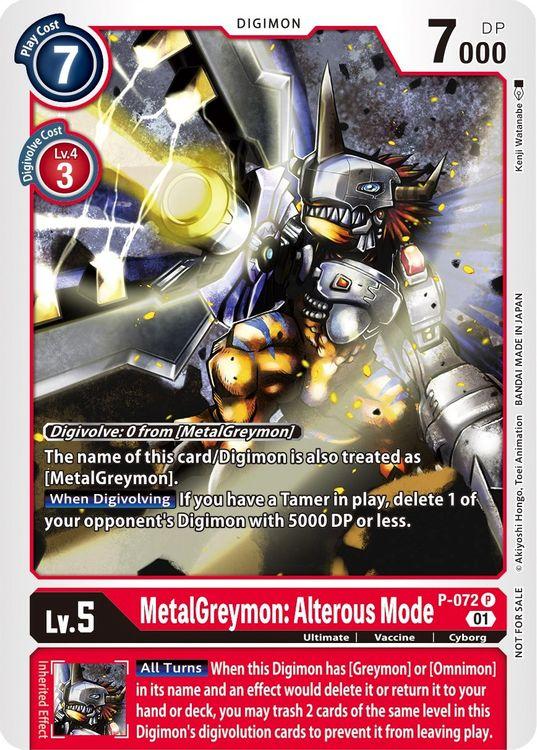 DIGIMON
Play Cost
7
DP
7000
Digivolve Cost
Lv.4
3
Kenji Watanabe
Digivolve: 0 from [MetalGreymon]
The name of this card/Digimon is also treated as
[MetalGreymon].
When Digivolving If you have a Tamer in play, delete 1 of
your opponent's Digimon with 5000 DP or less.
© Akiyoshi Hongo, Toei Animation BANDAI MADE IN JAPAN
NOT FOR SALE
Lv.5
MetalGreymon: Alterous Mode
P-072 P
01
Ultimate | Vaccine | Cyborg
Inherited Effect
All Turns When this Digimon has [Greymon] or [Omnimon]
in its name and an effect would delete it or return it to your
hand or deck, you may trash 2 cards of the same level in this
Digimon's digivolution cards to prevent it from leaving play.